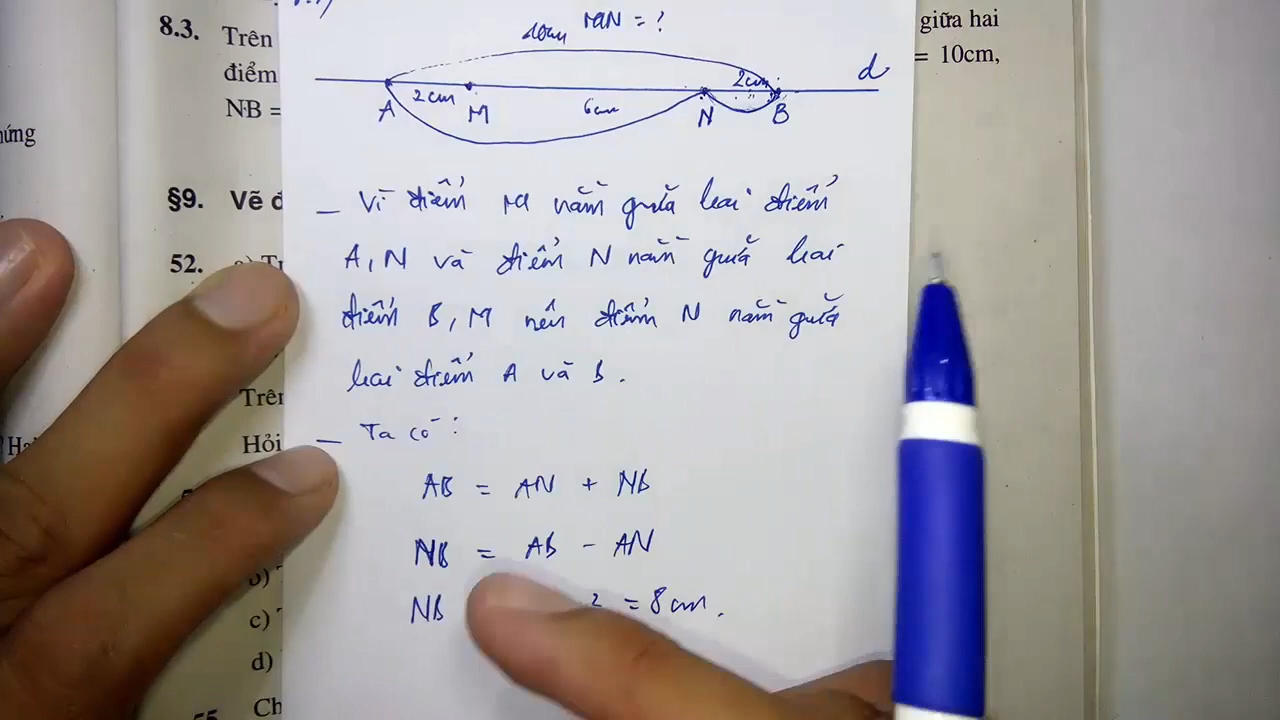 8.3. Trên
giữa hai
điểm
= 10cm,
NB =
§9. Vẽ đ
52.
Trên
Hỏi
b)
c)
d)
55
Ch
MN = ?
10cm
2cm
d
2cm
6cm
A M N B
_ Vì điểm M nằm giữa hai điểm
A, N và điểm N nằm giữa hai
điểm B, M nên điểm N nằm giữa
hai điểm A và B.
_ Ta có:
AB = AN + NB
NB = AB - AN
NB 2 = 8cm.